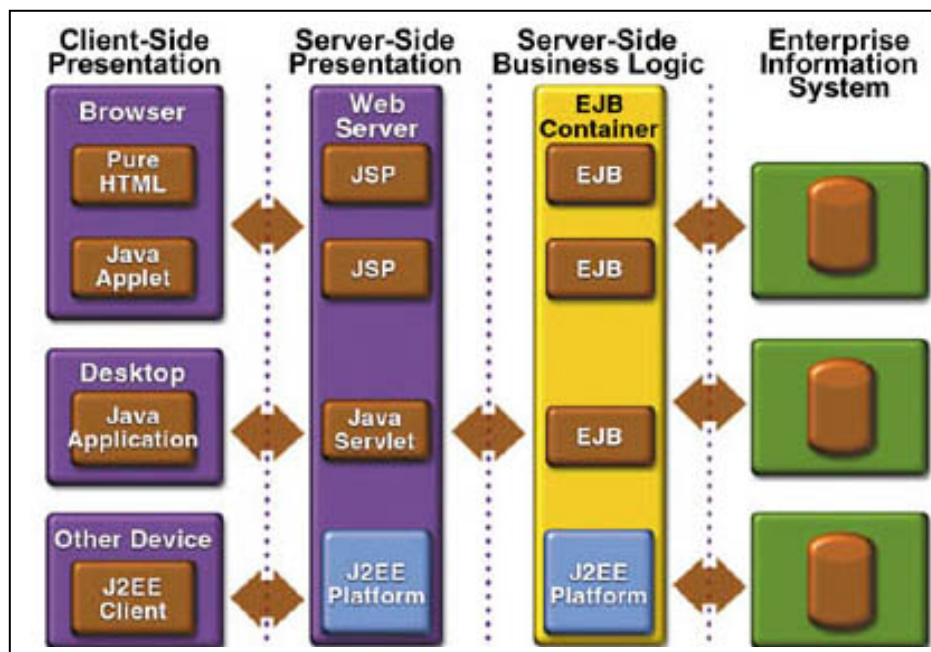 Client-Side
Presentation
Server-Side
Presentation
Server-Side
Business Logic
Enterprise
Information
System
Browser
Pure
HTML
Java
Applet
Desktop
Java
Application
Other Device
J2EE
Client
Web
Server
JSP
JSP
Java
Servlet
J2EE
Platform
EJB
Container
EJB
EJB
EJB
J2EE
Platform